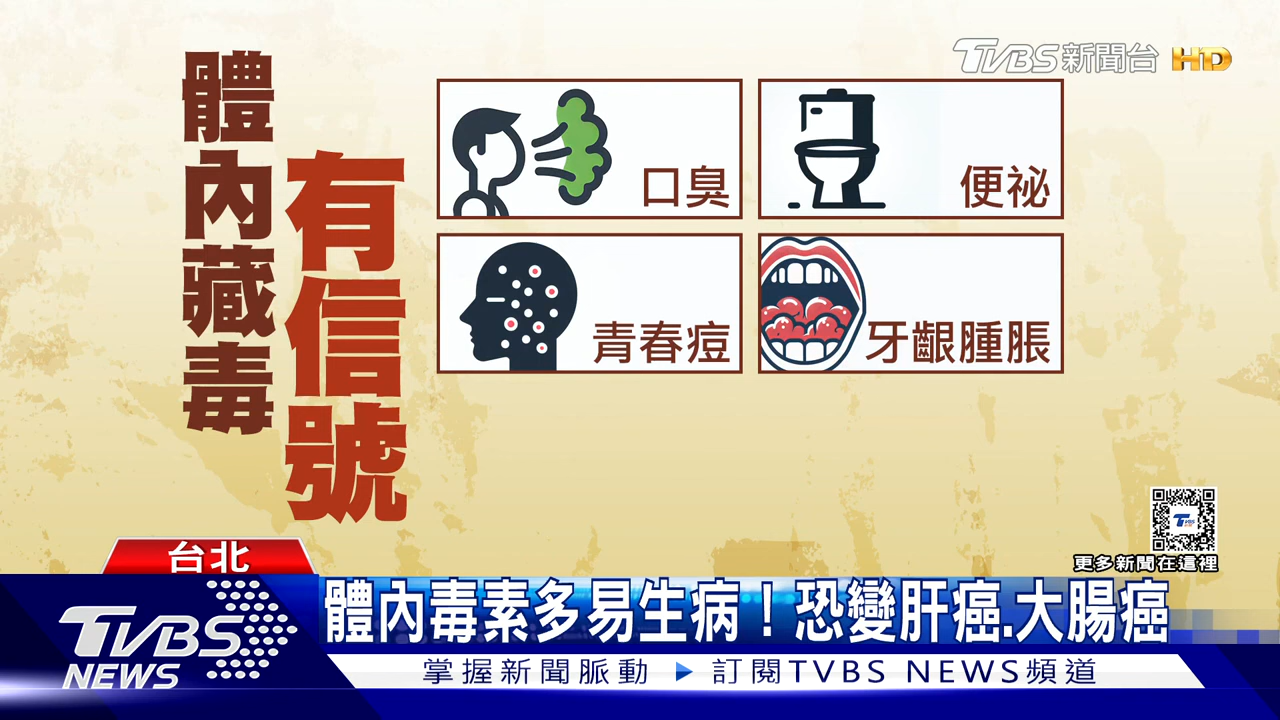 體內藏毒
有信號
TVBS新聞台 HD
口臭
便祕
青春痘
牙齦腫脹
TVBS
更多新聞在這裡
台北
體內毒素多易生病！恐變肝癌.大腸癌
TVBS
NEWS
掌握新聞脈動 ▶ 訂閱TVBS NEWS頻道